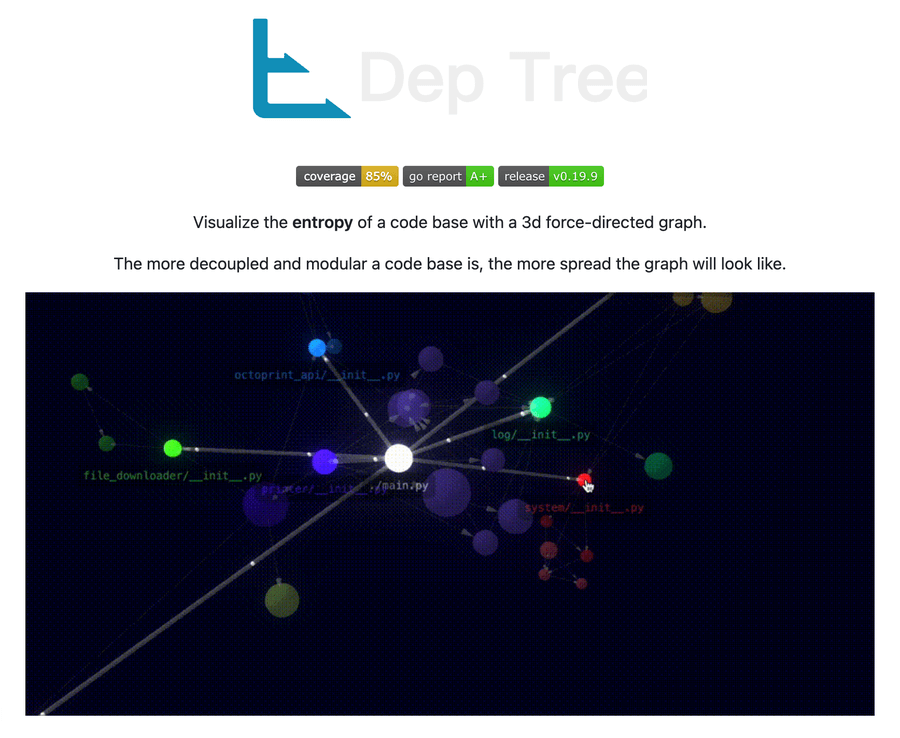 Dep Tree
coverage 85% go report A+ release v0.19.9
Visualize the entropy of a code base with a 3d force-directed graph.
The more decoupled and modular a code base is, the more spread the graph will look like.
octoprint_api/__init__.py
log/__init__.py
file_downloader/__init__.py
printer/__init__.py
./main.py
system/__init__.py